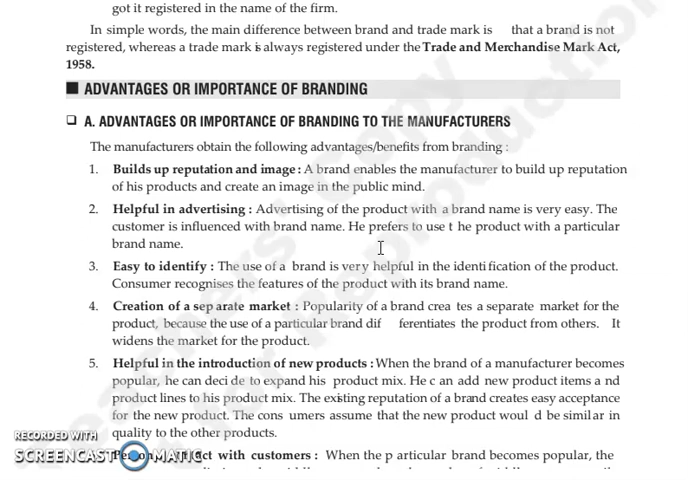 got it registered in the name of the firm.
In simple words, the main difference between brand and trade mark is that a brand is not
registered, whereas a trade mark is always registered under the Trade and Merchandise Mark Act,
1958.
ADVANTAGES OR IMPORTANCE OF BRANDING
❑ A. ADVANTAGES OR IMPORTANCE OF BRANDING TO THE MANUFACTURERS
The manufacturers obtain the following advantages/benefits from branding :
1. Builds up reputation and image : A brand enables the manufacturer to build up reputation
of his products and create an image in the public mind.
2. Helpful in advertising : Advertising of the product with a brand name is very easy. The
customer is influenced with brand name. He prefers to use t he product with a particular
brand name.
3. Easy to identify : The use of a brand is very helpful in the identi fication of the product.
Consumer recognises the features of the product with its brand name.
4. Creation of a sep arate market : Popularity of a brand crea tes a separate market for the
product, because the use of a particular brand dif ferentiates the product from others. It
widens the market for the product.
5. Helpful in the introduction of new products : When the brand of a manufacturer becomes
popular, he can deci de to expand his product mix. He c an add new product items a nd
product lines to his product mix. The existing reputation of a brand creates easy acceptance
for the new product. The cons umers assume that the new product woul d be similar in
quality to the other products.
RECORDED WITH
SCREENCAST MATIC
with customers : When the p articular brand becomes popular, the